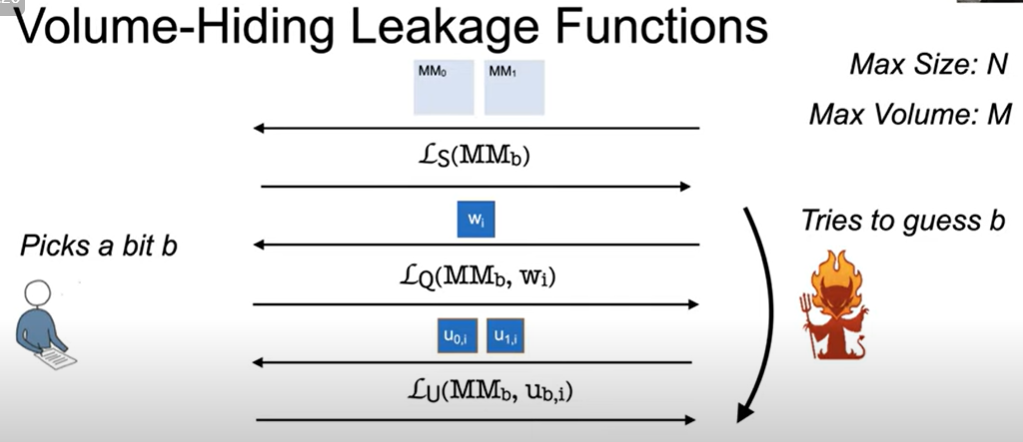 Volume-Hiding Leakage Functions
MM₀ MM₁
Max Size: N
Max Volume: M
ℒS(MMb)
wᵢ
Picks a bit b
Tries to guess b
ℒQ(MMb, wi)
u0,i u1,i
ℒU(MMb, ub,i)